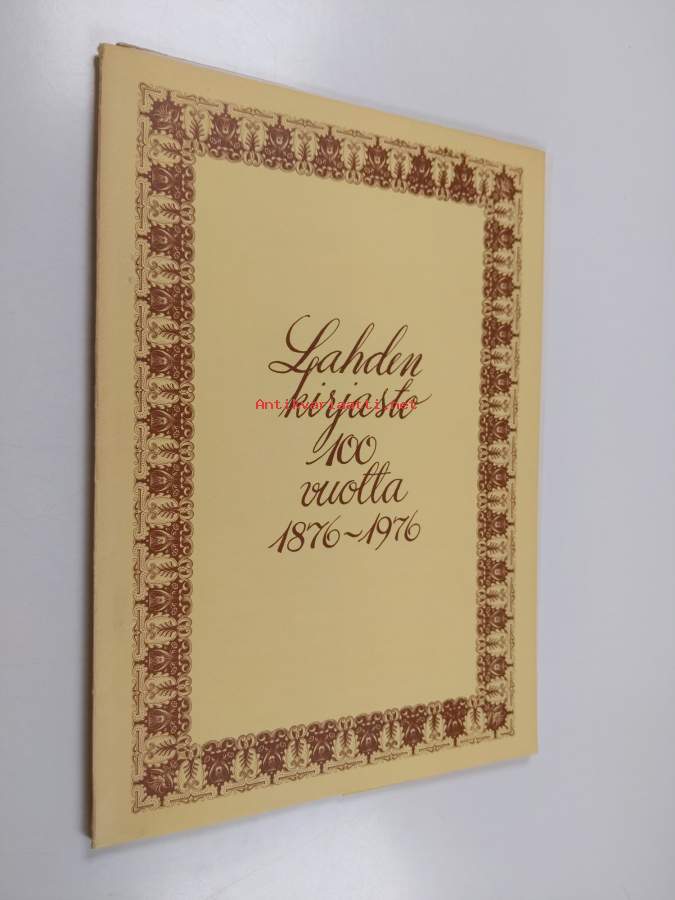 Lahden
Antikvariaatti.net
kirjasto
100
vuotta
1876~1976